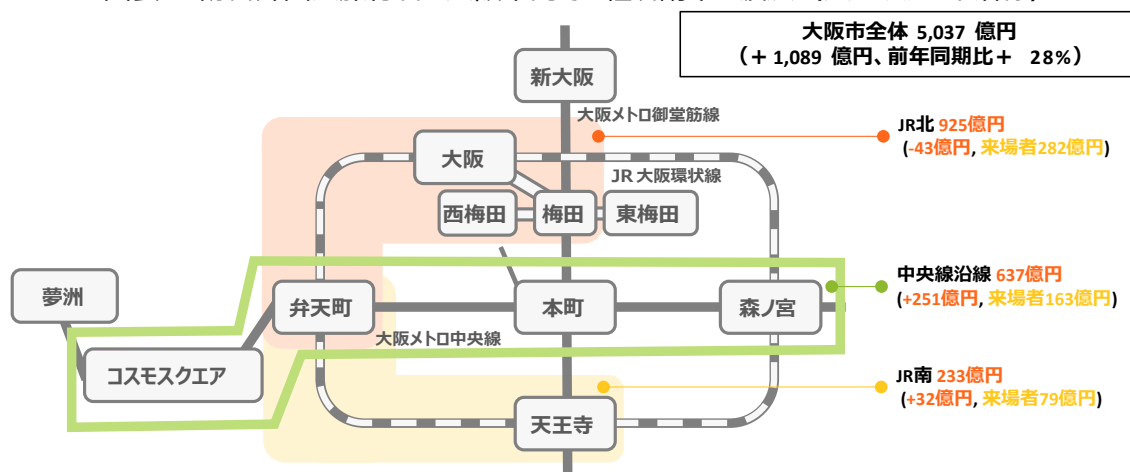 大阪市全体 5,037 億円
(+ 1,089 億円、前年同期比+ 28%)
新大阪
大阪メトロ御堂筋線
JR北 925億円
(-43億円, 来場者282億円)
大阪
JR 大阪環状線
西梅田
梅田
東梅田
中央線沿線 637億円
(+251億円, 来場者163億円)
夢洲
弁天町
本町
森ノ宮
大阪メトロ中央線
コスモスクエア
JR南 233億円
(+32億円, 来場者79億円)
天王寺